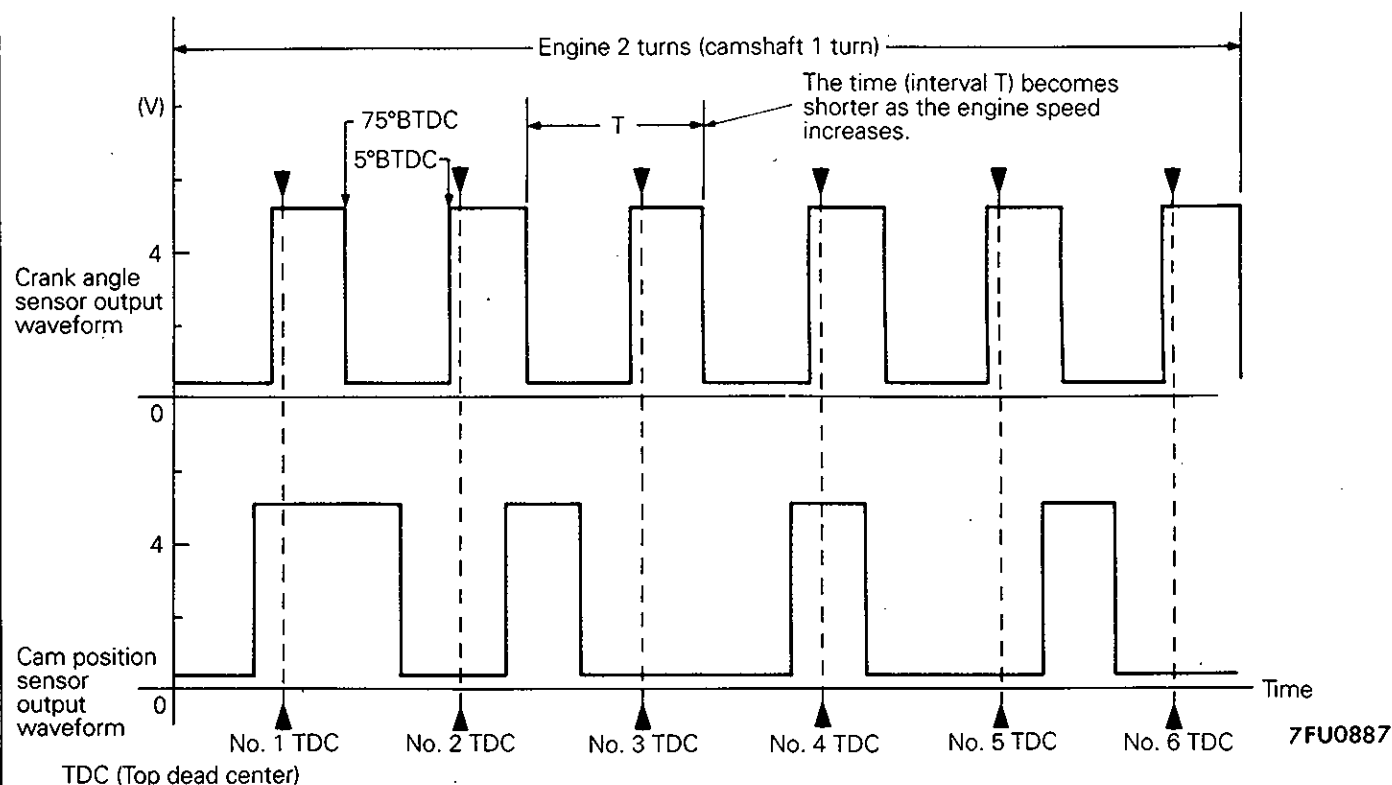 Engine 2 turns (camshaft 1 turn)
The time (interval T) becomes
shorter as the engine speed
increases.
(V)
75°BTDC
T
5°BTDC
4
Crank angle
sensor output
waveform
0
4
Cam position
sensor
output
waveform
0
Time
No. 1 TDC
No. 2 TDC
No. 3 TDC
No. 4 TDC
No. 5 TDC
No. 6 TDC
7FU0887
TDC (Top dead center)